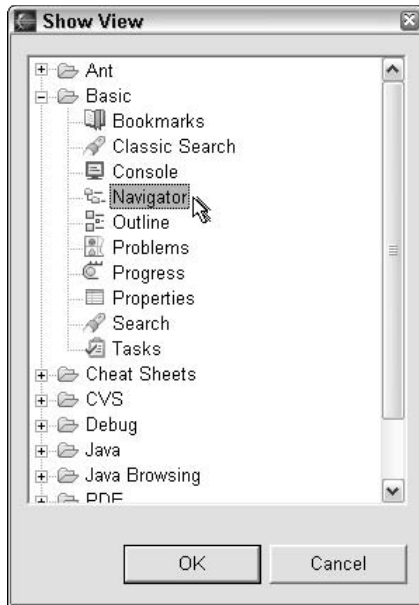 Show View
Ant
Basic
Bookmarks
Classic Search
Console
Navigator
Outline
Problems
Progress
Properties
Search
Tasks
Cheat Sheets
CVS
Debug
Java
Java Browsing
PDE
OK
Cancel